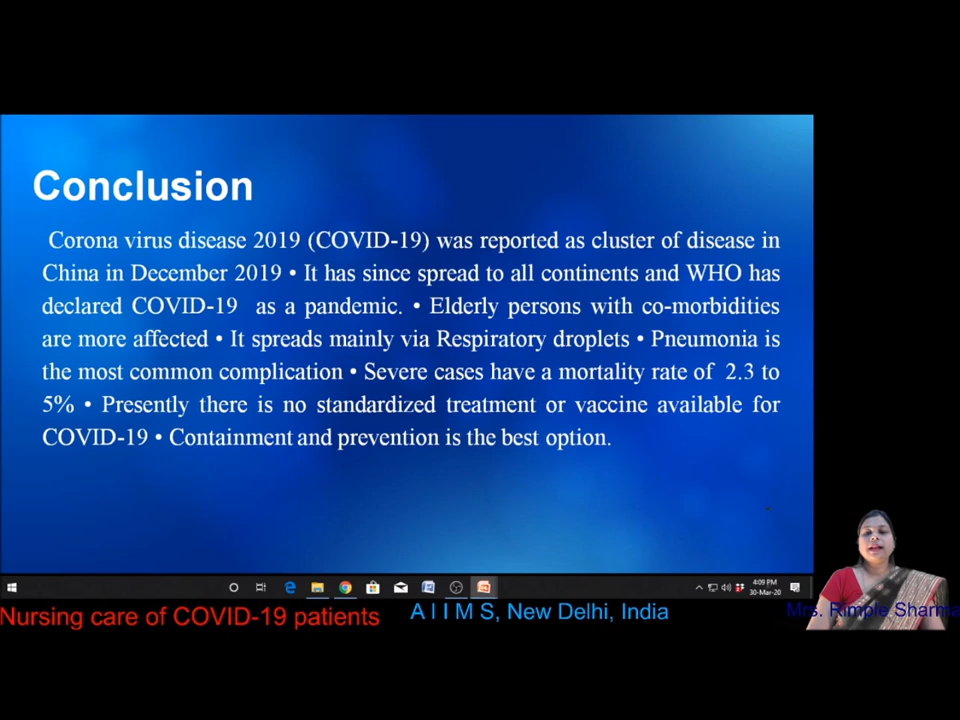 Conclusion
Corona virus disease 2019 (COVID-19) was reported as cluster of disease in
China in December 2019 • It has since spread to all continents and WHO has
declared COVID-19 as a pandemic. • Elderly persons with co-morbidities
are more affected • It spreads mainly via Respiratory droplets • Pneumonia is
the most common complication • Severe cases have a mortality rate of 2.3 to
5% • Presently there is no standardized treatment or vaccine available for
COVID-19 • Containment and prevention is the best option.
4:09 PM
30-Mar-20
Nursing care of COVID-19 patients
A I I M S, New Delhi, India
Mrs. Rimple Sharma